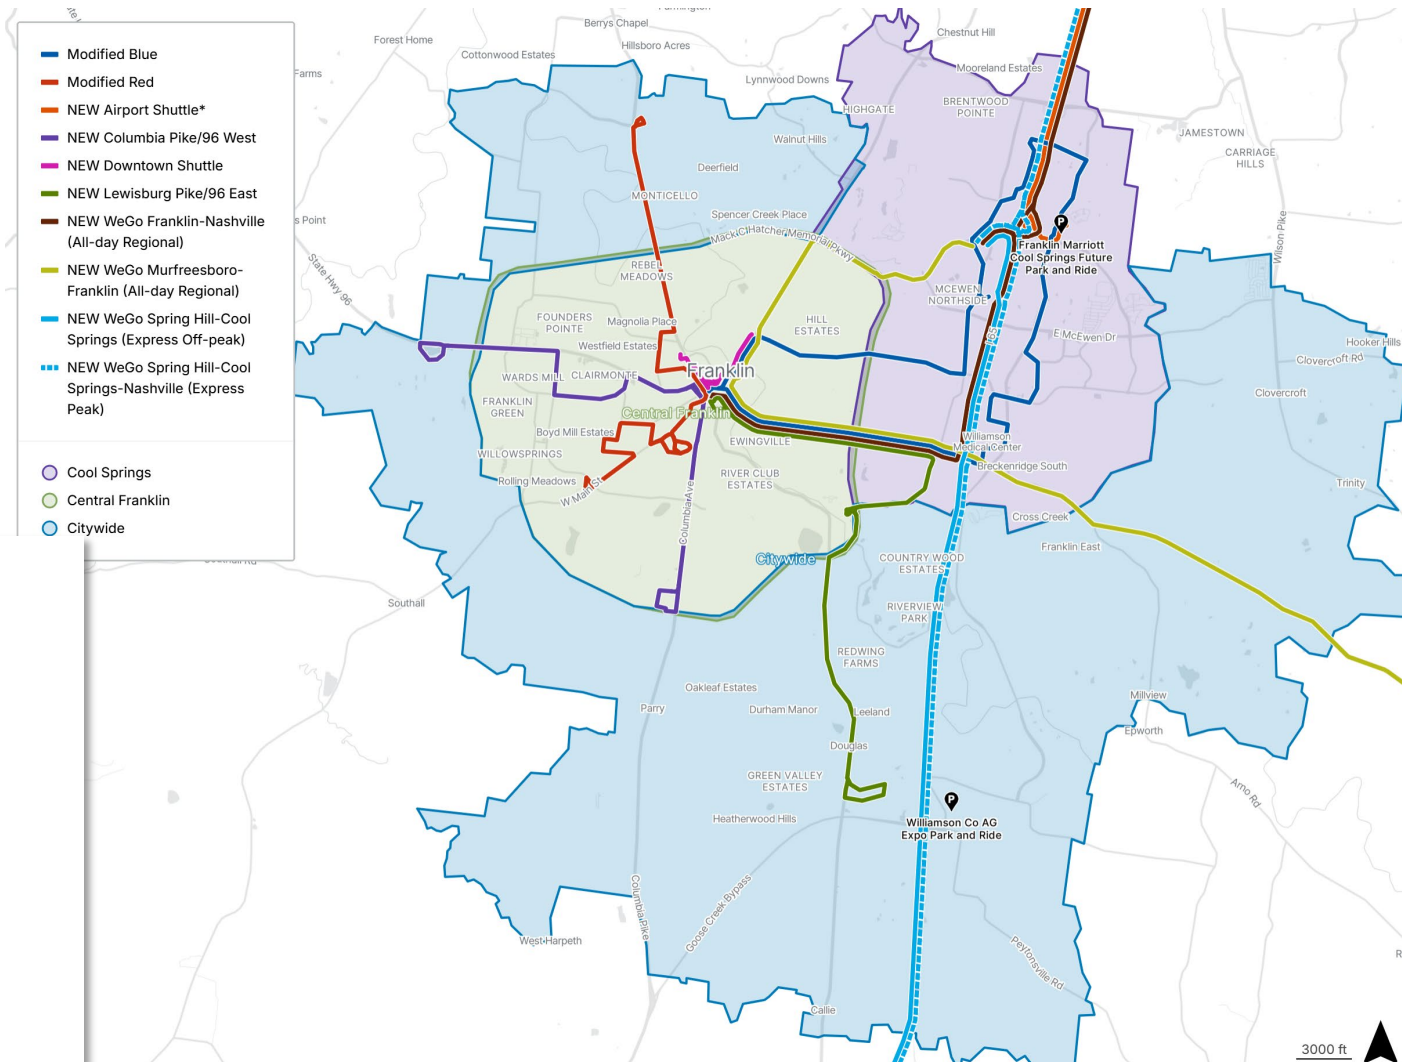 Modified Blue
Modified Red
NEW Airport Shuttle*
NEW Columbia Pike/96 West
NEW Downtown Shuttle
NEW Lewisburg Pike/96 East
NEW WeGo Franklin-Nashville
(All-day Regional)
NEW WeGo Murfreesboro-
Franklin (All-day Regional)
NEW WeGo Spring Hill-Cool
Springs (Express Off-peak)
NEW WeGo Spring Hill-Cool
Springs-Nashville (Express
Peak)
Cool Springs
Central Franklin
Citywide
Berrys Chapel
Forest Home
Hillsboro Acres
Cottonwood Estates
Farms
Lynnwood Downs
Chestnut Hill
Mooreland Estates
HIGHGATE
BRENTWOOD
POINTE
JAMESTOWN
CARRIAGE
HILLS
Walnut Hills
Deerfield
MONTICELLO
Spencer Creek Place
s Point
State Hwy 96
Mack C Hatcher Memorial Pkwy
Wilson Pike
Franklin Marriott
Cool Springs Future
Park and Ride
REBEL
MEADOWS
MCEWEN
NORTHSIDE
FOUNDERS
POINTE
Magnolia Place
HILL
ESTATES
I-65
E McEwen Dr
Westfield Estates
Hooker Hills
Clovercroft Rd
Franklin
WARDS MILL
CLAIRMONTE
Clovercroft
FRANKLIN
GREEN
Central Franklin
Boyd Mill Estates
EWINGVILLE
Williamson
Medical Center
WILLOWSPRINGS
Breckenridge South
Rolling Meadows
RIVER CLUB
ESTATES
W Main St
Trinity
Columbia Ave
Cross Creek
Franklin East
Citywide
COUNTRY WOOD
ESTATES
Southall
RIVERVIEW
PARK
REDWING
FARMS
Oakleaf Estates
Millview
Parry
Durham Manor
Leeland
Epworth
Douglas
GREEN VALLEY
ESTATES
Arno Rd
Heatherwood Hills
Williamson Co AG
Expo Park and Ride
Columbia Pike
Goose Creek Bypass
West Harpeth
Peytonsville Rd
R
Callie
3000 ft